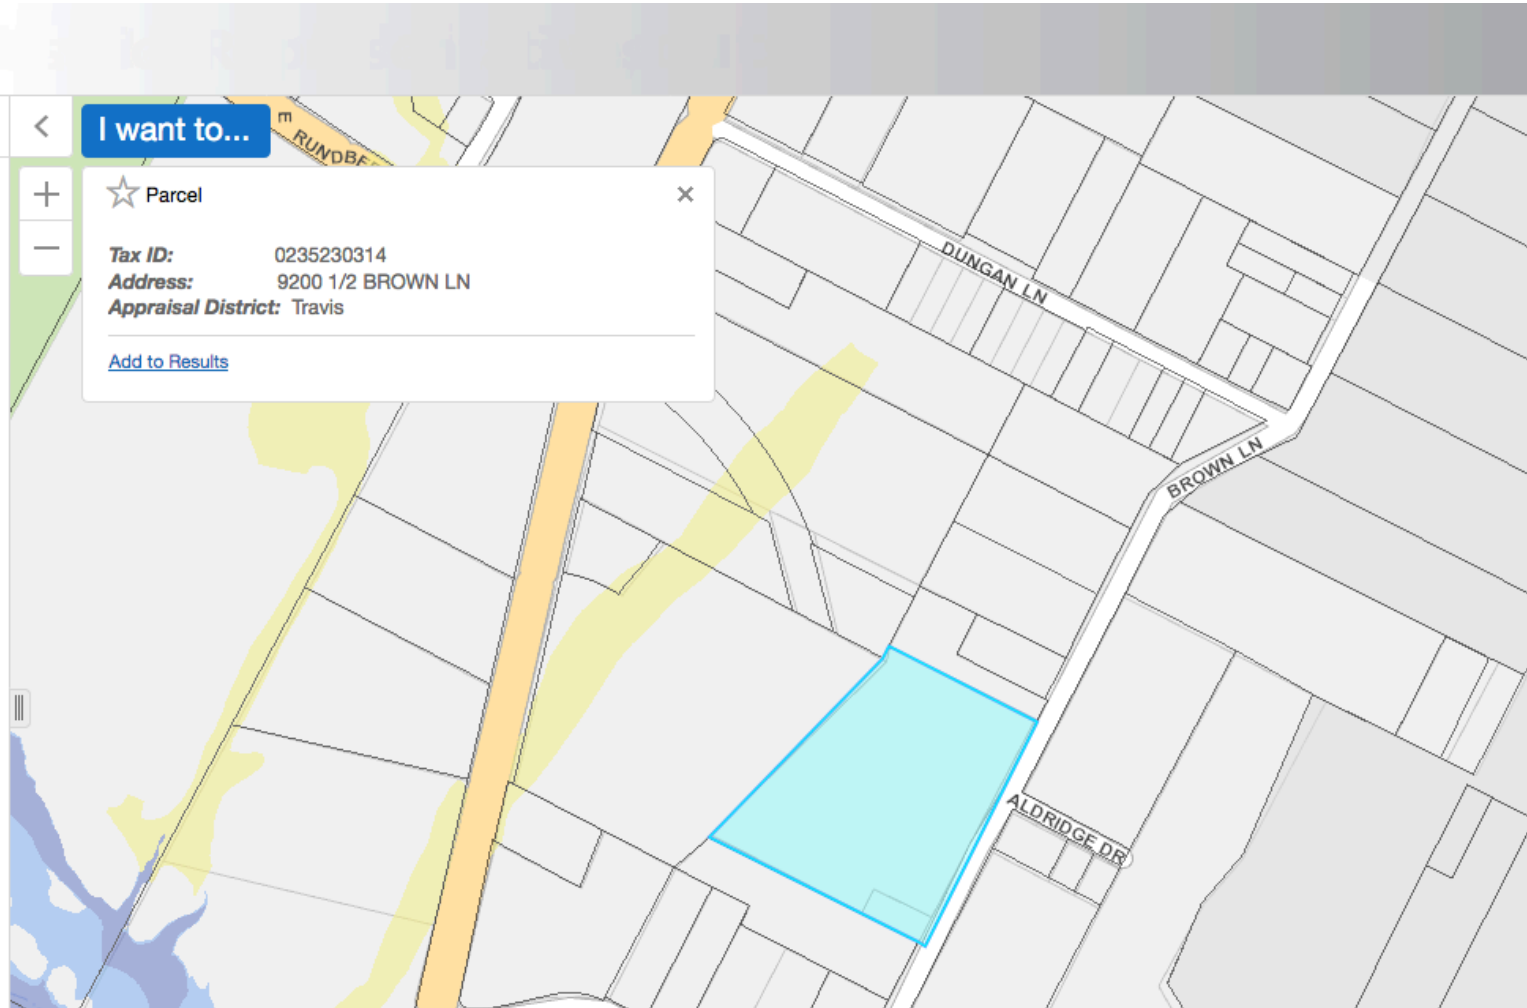 I want to...
E RUNDBE
Parcel
Tax ID: 0235230314
Address: 9200 1/2 BROWN LN
Appraisal District: Travis
Add to Results
DUNGAN LN
BROWN LN
ALDRIDGE DR